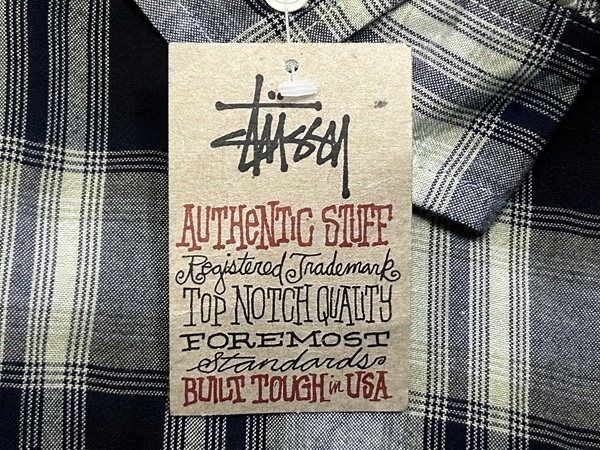 Stüssy
AUTHENTIC STUFF
Registered Trademark
TOP NOTCH QUALITY
FOREMOST
Standards
BUILT TOUGH in USA